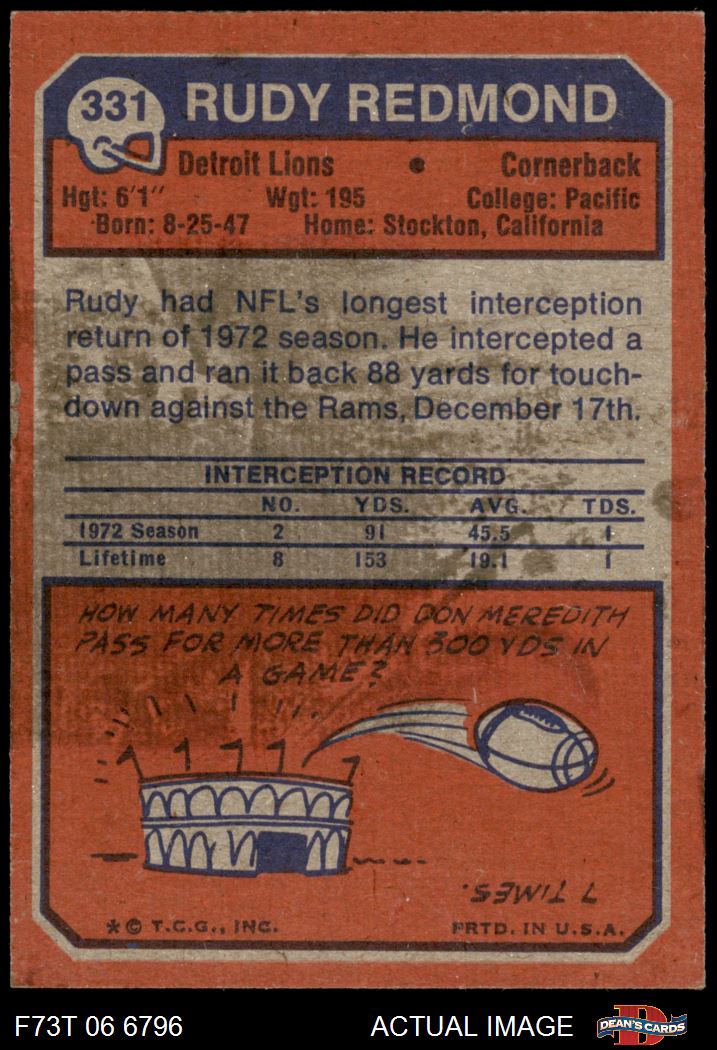 331 RUDY REDMOND
Detroit Lions • Cornerback
Hgt: 6'1" Wgt: 195 College: Pacific
Born: 8-25-47 Home: Stockton, California
Rudy had NFL's longest interception
return of 1972 season. He intercepted a
pass and ran it back 88 yards for touch-
down against the Rams, December 17th.
INTERCEPTION RECORD
NO. YDS. AVG. TDS.
1972 Season 2 91 45.5 1
Lifetime 8 153 19.1 1
HOW MANY TIMES DID DON MEREDITH
PASS FOR MORE THAN 300 YDS IN
A GAME?
7 TIMES.
*© T.C.G., INC. PRTD. IN U.S.A.
F73T 06 6796 ACTUAL IMAGE D DEAN'S CARDS